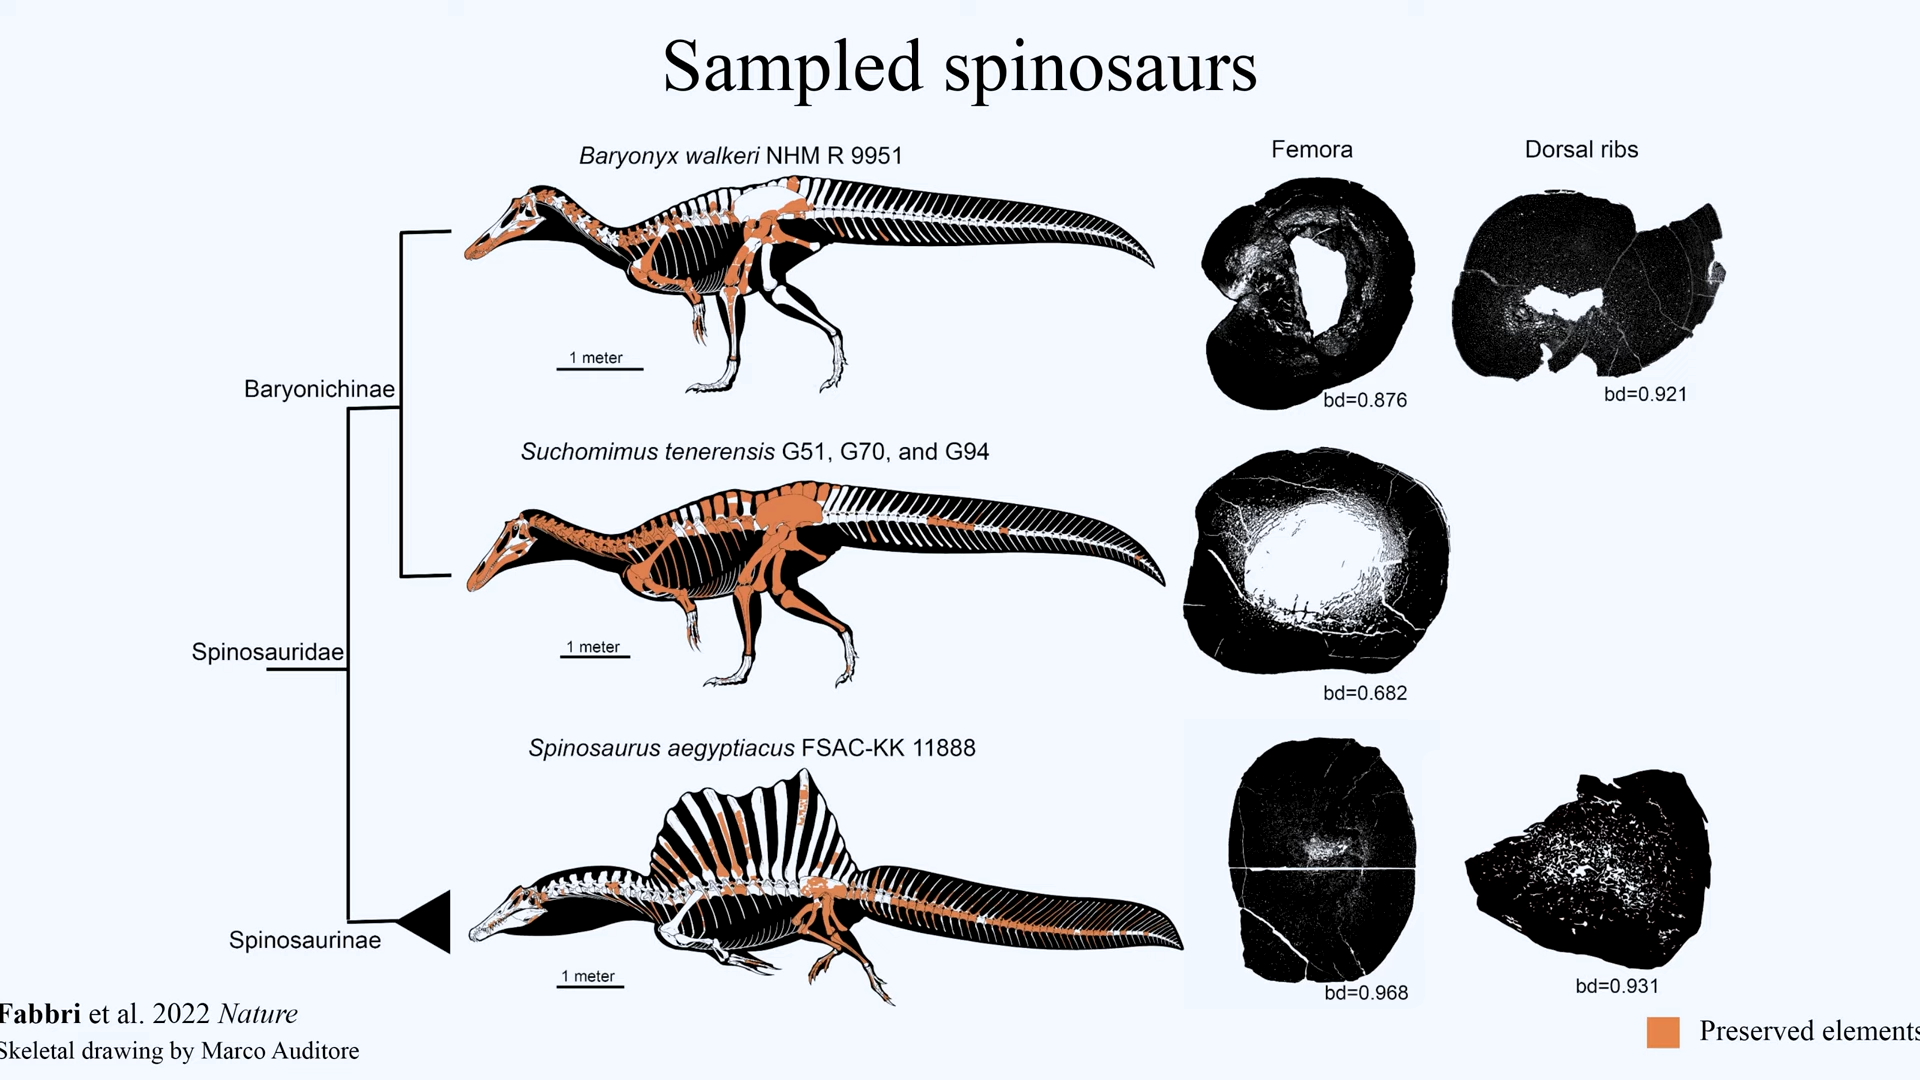 Sampled spinosaurs
Baryonyx walkeri NHM R 9951
Femora
Dorsal ribs
1 meter
bd=0.876
bd=0.921
Baryonichinae
Suchomimus tenerensis G51, G70, and G94
1 meter
bd=0.682
Spinosauridae
Spinosaurus aegyptiacus FSAC-KK 11888
1 meter
bd=0.968
bd=0.931
Spinosaurinae
Fabbri et al. 2022 Nature
Skeletal drawing by Marco Auditore
Preserved elements